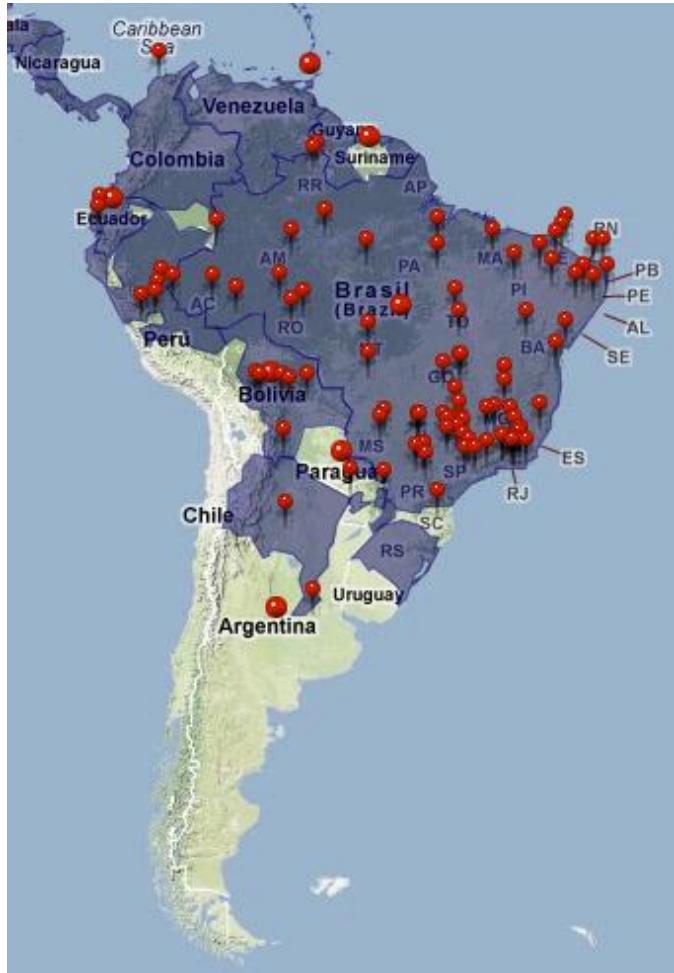 ala
Caribbean
Sea
Nicaragua
Venezuela
Guyana
Suriname
Colombia
RR
AP
Ecuador
RN
AM
PA
MA
PB
AC
Brasil
PI
PE
(Brazil)
RO
TO
AL
Peru
BA
SE
GO
Bolivia
MS
ES
Paraguay
SP
PR
RJ
Chile
SC
RS
Uruguay
Argentina